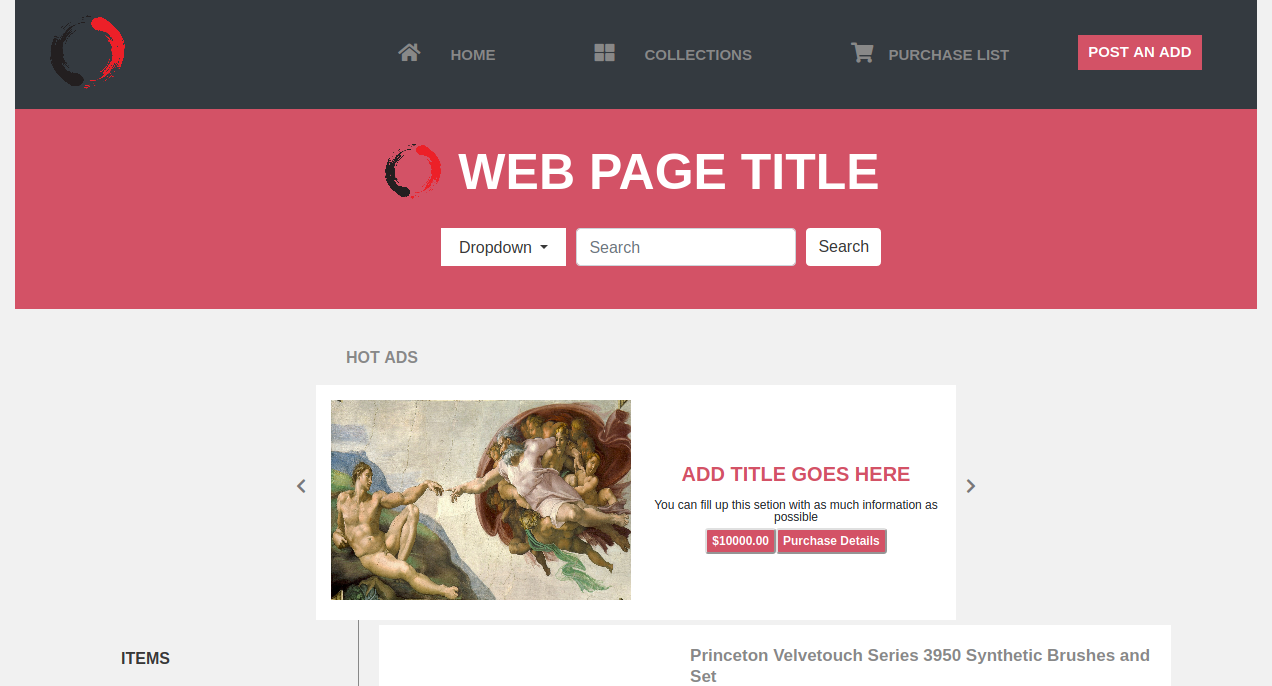 HOME COLLECTIONS PURCHASE LIST POST AN ADD
WEB PAGE TITLE
Dropdown Search Search
HOT ADS
ADD TITLE GOES HERE
You can fill up this setion with as much information as
possible
$10000.00 Purchase Details
ITEMS
Princeton Velvetouch Series 3950 Synthetic Brushes and
Set